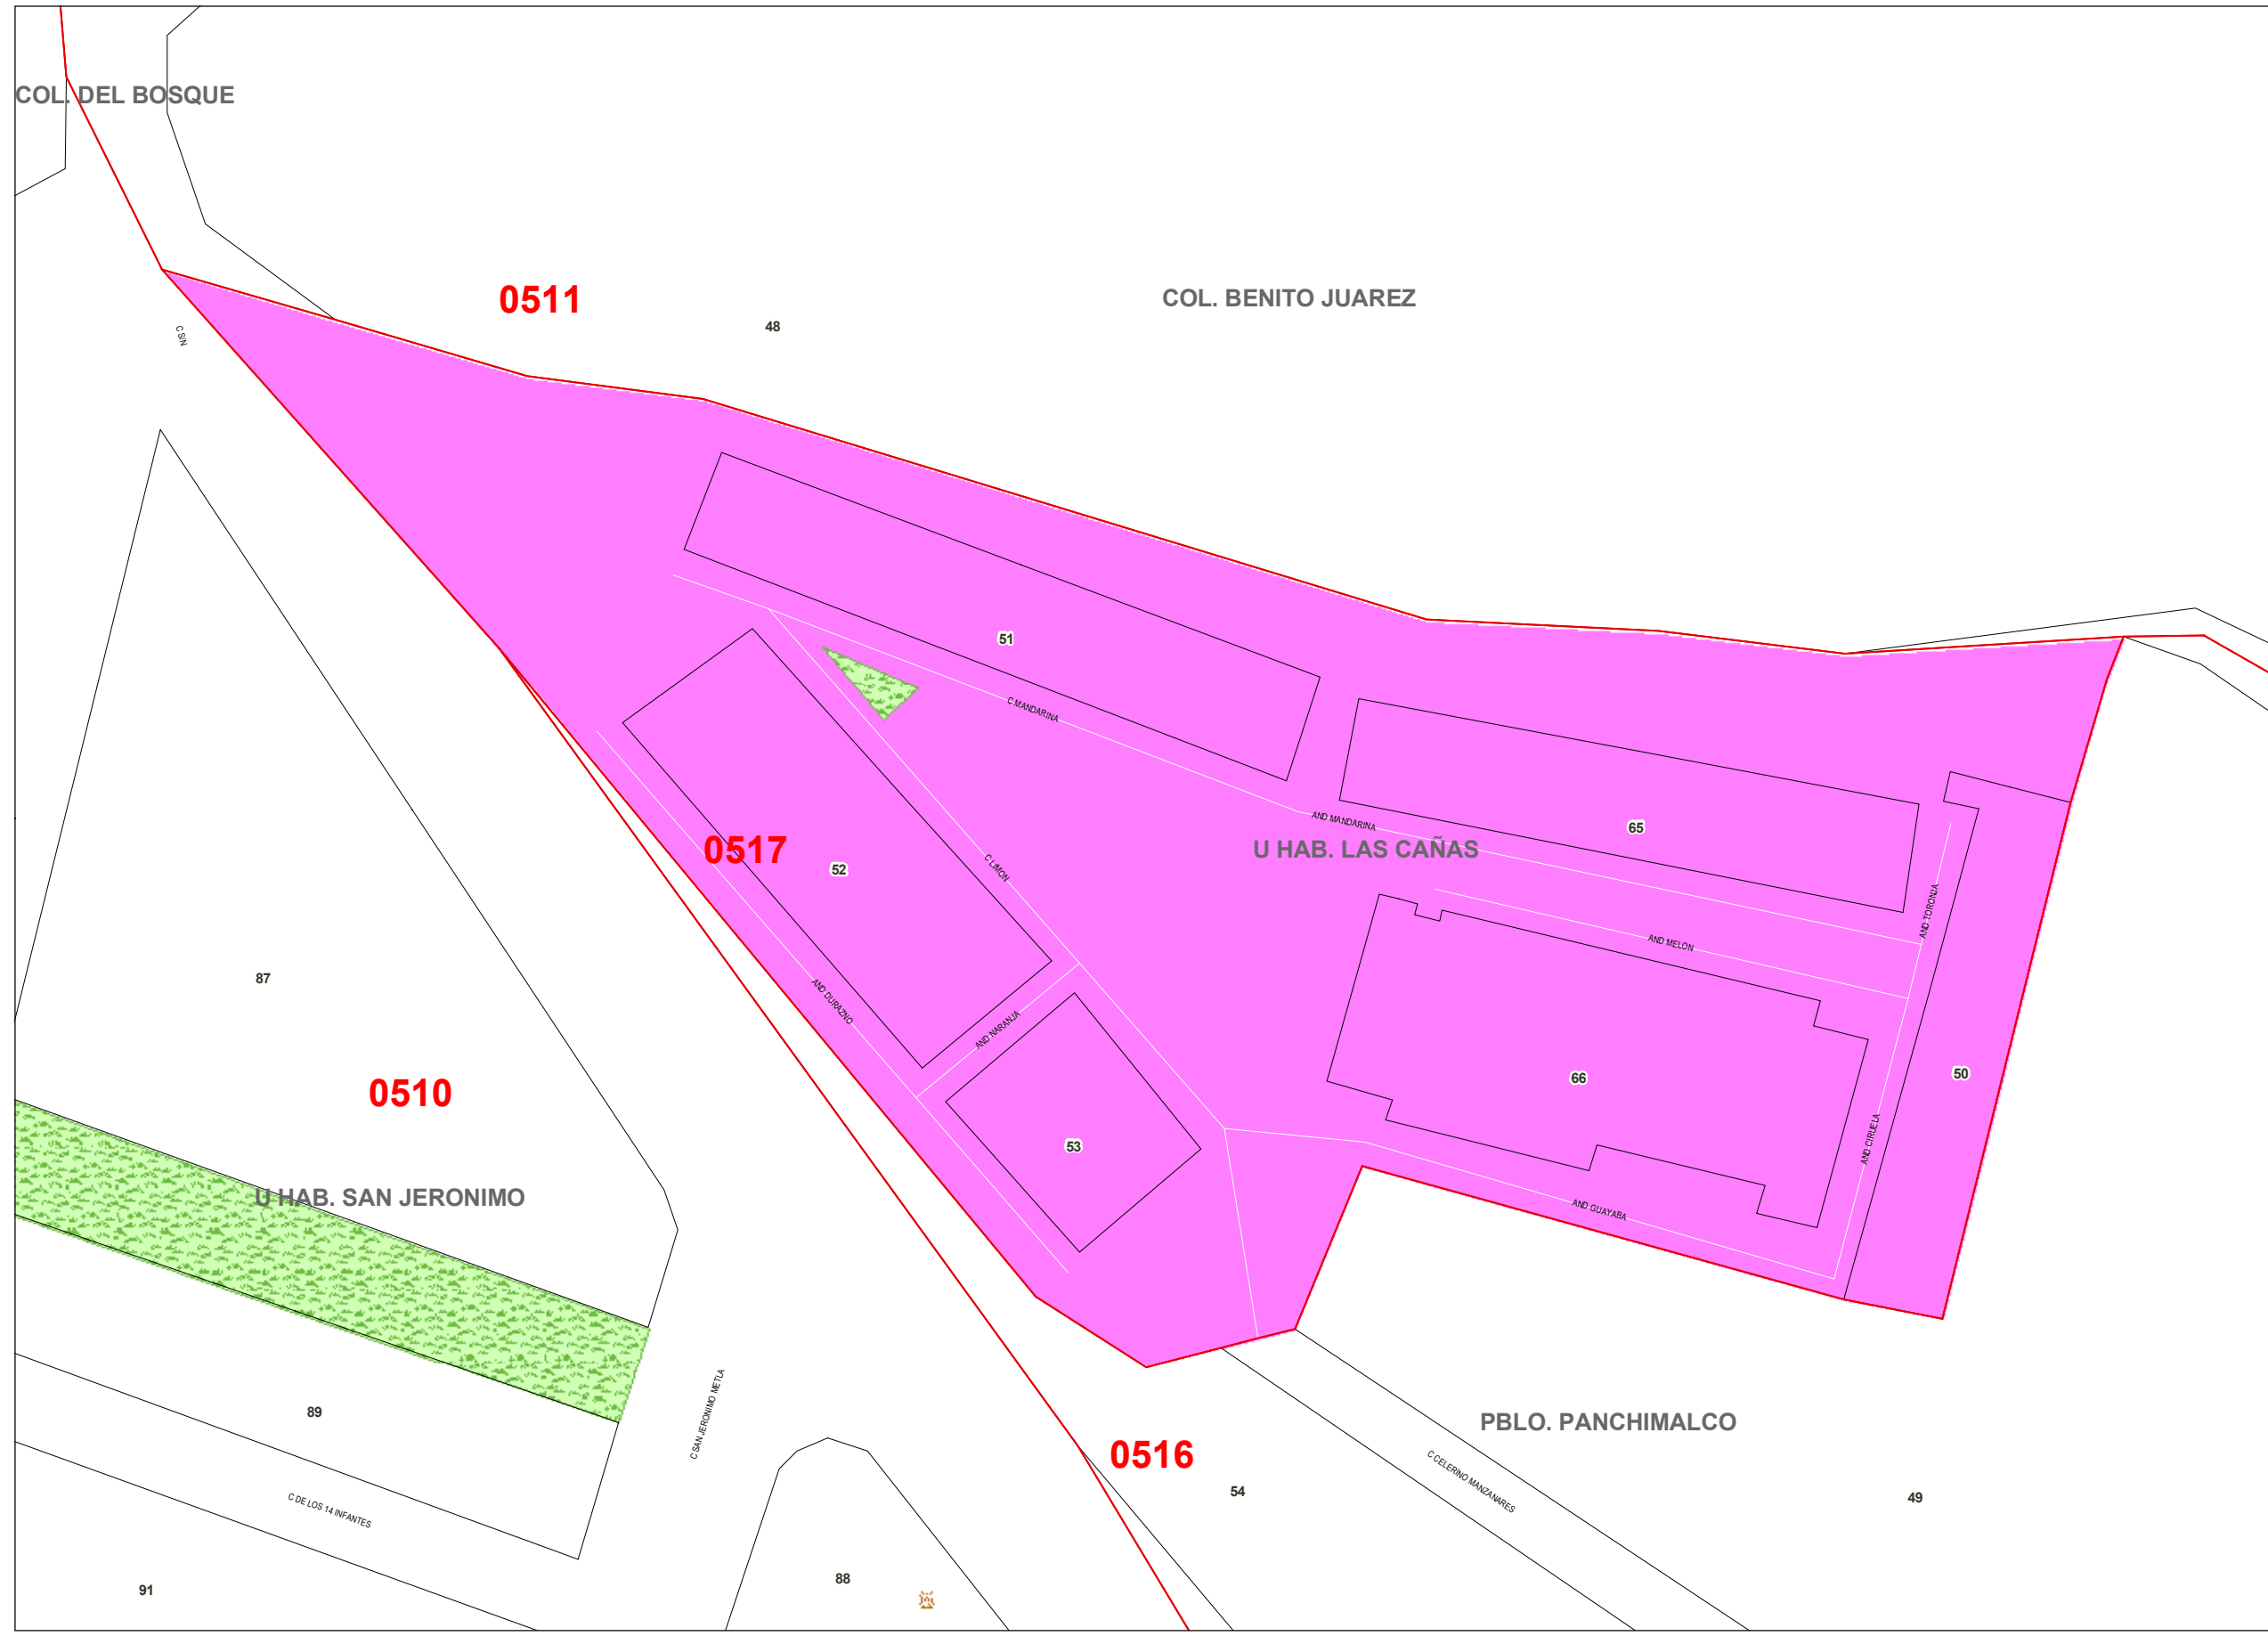 COL. DEL BOSQUE
0511
COL. BENITO JUAREZ
48
C S/N
51
C MANDARINA
AND MANDARINA
65
U HAB. LAS CAÑAS
0517
52
C LIMON
AND TORONJA
AND MELON
87
AND DURAZNO
AND NARANJA
66
50
0510
53
AND CIRUELA
U HAB. SAN JERONIMO
AND GUAYABA
89
C SAN JERONIMO METLA
PBLO. PANCHIMALCO
0516
54
C CELERINO MANZANARES
49
C DE LOS 14 INFANTES
91
88